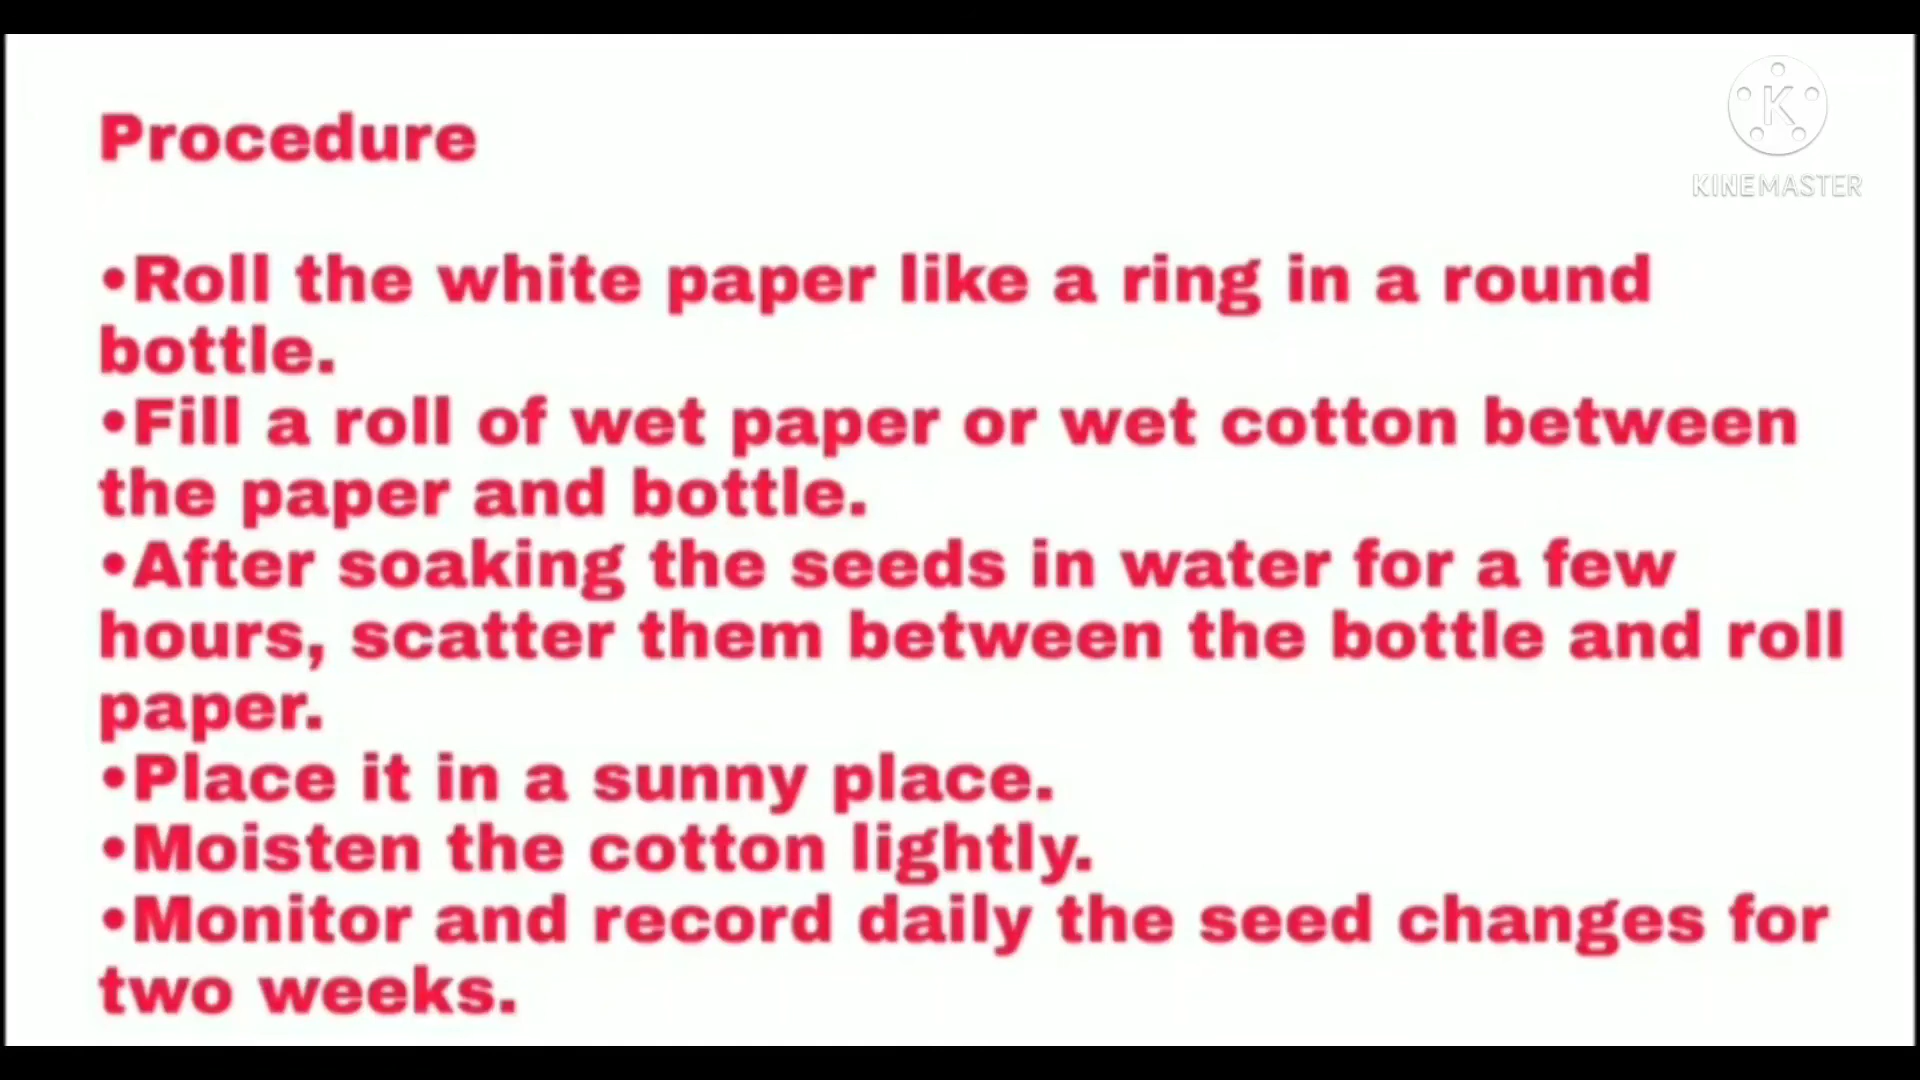 Procedure
K
KINEMASTER
•Roll the white paper like a ring in a round
bottle.
•Fill a roll of wet paper or wet cotton between
the paper and bottle.
•After soaking the seeds in water for a few
hours, scatter them between the bottle and roll
paper.
•Place it in a sunny place.
•Moisten the cotton lightly.
•Monitor and record daily the seed changes for
two weeks.